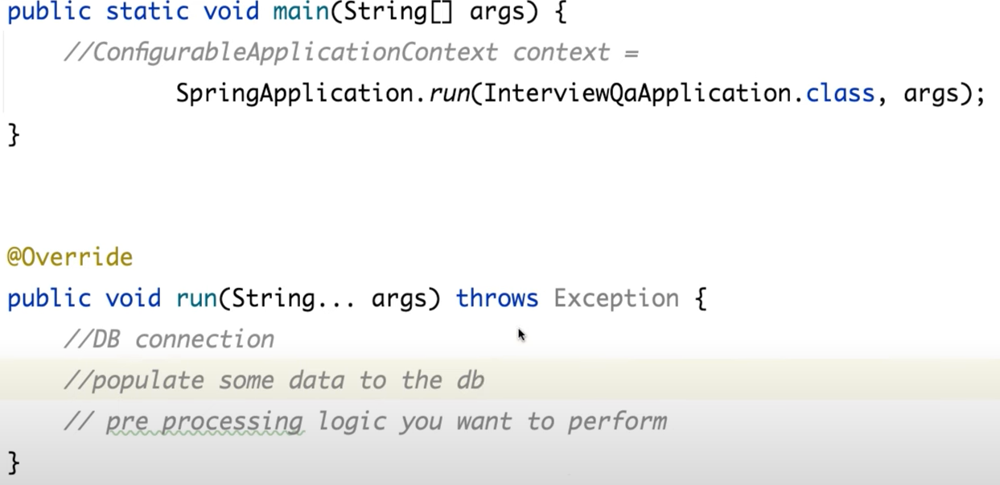 public static void main(String[] args) {
//ConfigurableApplicationContext context =
SpringApplication.run(InterviewQaApplication.class, args);
}
@Override
public void run(String... args) throws Exception {
//DB connection
//populate some data to the db
// pre processing logic you want to perform
}